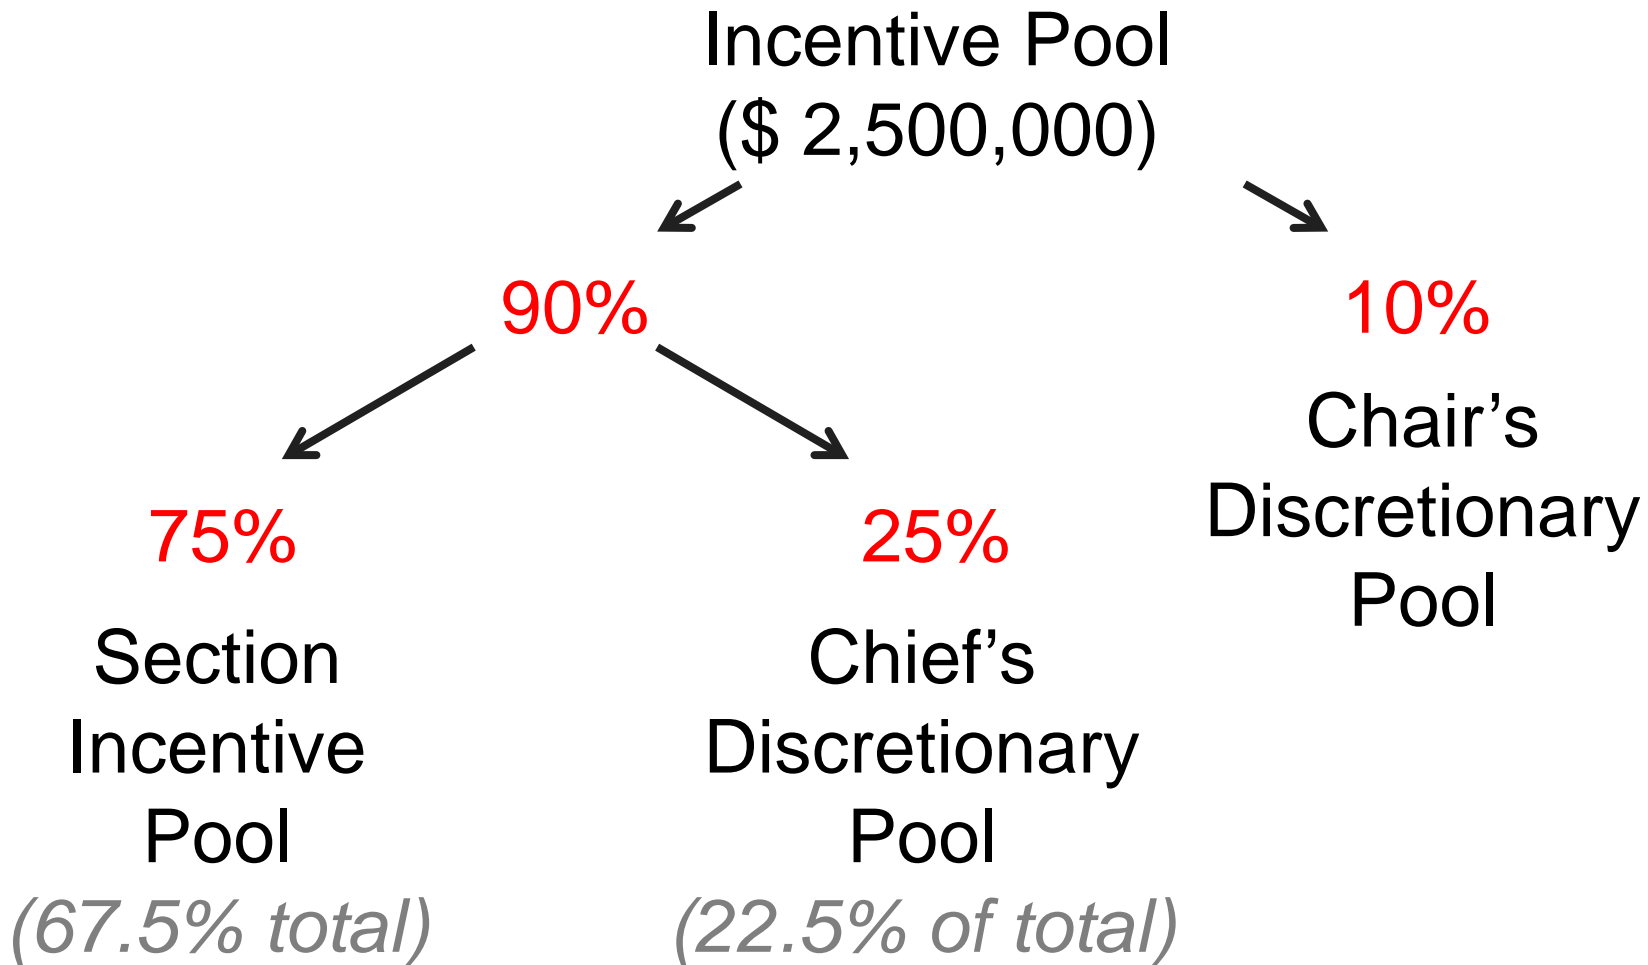 Incentive Pool
($ 2,500,000)
90%
10%
Chair’s
Discretionary
Pool
75%
Section
Incentive
Pool
(67.5% total)
25%
Chief’s
Discretionary
Pool
(22.5% of total)